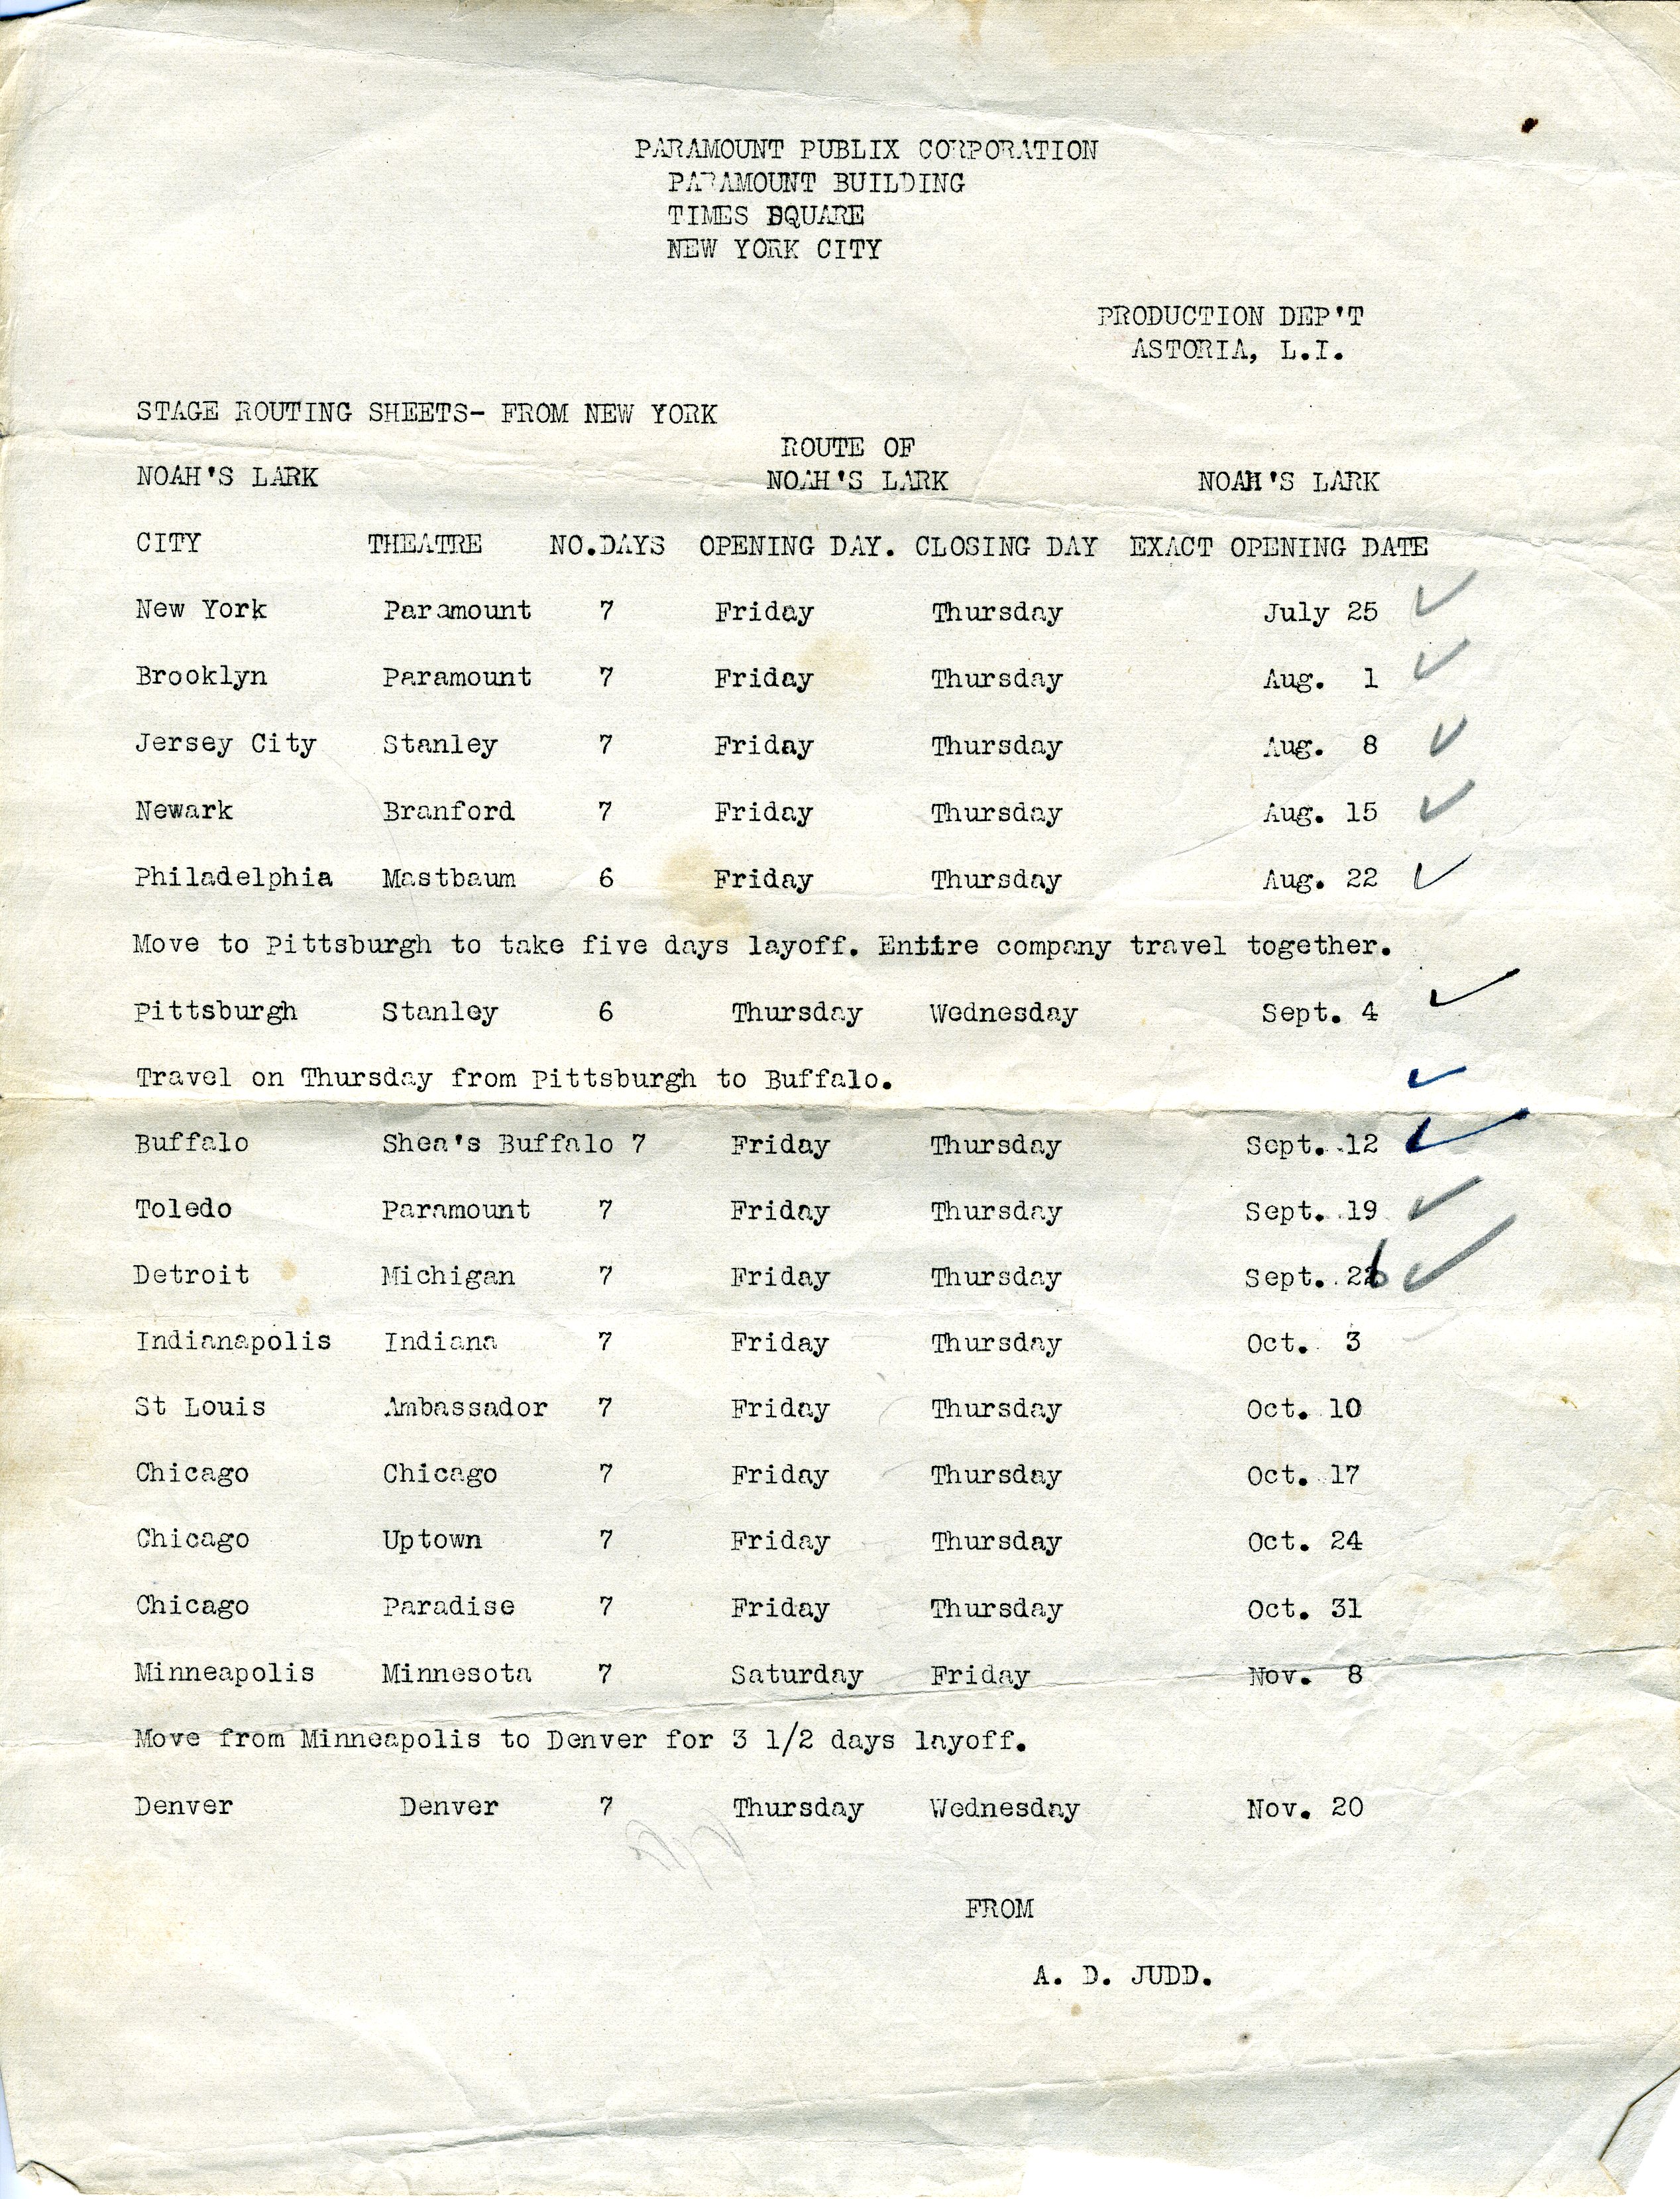 PARAMOUNT PUBLIX CORPORATION
PARAMOUNT BUILDING
TIMES SQUARE
NEW YORK CITY
PRODUCTION DEP'T
ASTORIA, L.I.
STAGE ROUTING SHEETS- FROM NEW YORK
ROUTE OF
NOAH'S LARK NOAH'S LARK NOAH'S LARK
CITY THEATRE NO.DAYS OPENING DAY. CLOSING DAY EXACT OPENING DATE
New York Paramount 7 Friday Thursday July 25 ✓
Brooklyn Paramount 7 Friday Thursday Aug. 1 ✓
Jersey City Stanley 7 Friday Thursday Aug. 8 ✓
Newark Branford 7 Friday Thursday Aug. 15 ✓
Philadelphia Mastbaum 6 Friday Thursday Aug. 22 ✓
Move to Pittsburgh to take five days layoff. Entire company travel together.
Pittsburgh Stanley 6 Thursday Wednesday Sept. 4 ✓
Travel on Thursday from Pittsburgh to Buffalo. ✓
Buffalo Shea's Buffalo 7 Friday Thursday Sept. 12 ✓
Toledo Paramount 7 Friday Thursday Sept. 19 ✓
Detroit Michigan 7 Friday Thursday Sept. 26 ✓
Indianapolis Indiana 7 Friday Thursday Oct. 3
St Louis Ambassador 7 Friday Thursday Oct. 10
Chicago Chicago 7 Friday Thursday Oct. 17
Chicago Uptown 7 Friday Thursday Oct. 24
Chicago Paradise 7 Friday Thursday Oct. 31
Minneapolis Minnesota 7 Saturday Friday Nov. 8
Move from Minneapolis to Denver for 3 1/2 days layoff.
Denver Denver 7 Thursday Wednesday Nov. 20
FROM
A. D. JUDD.